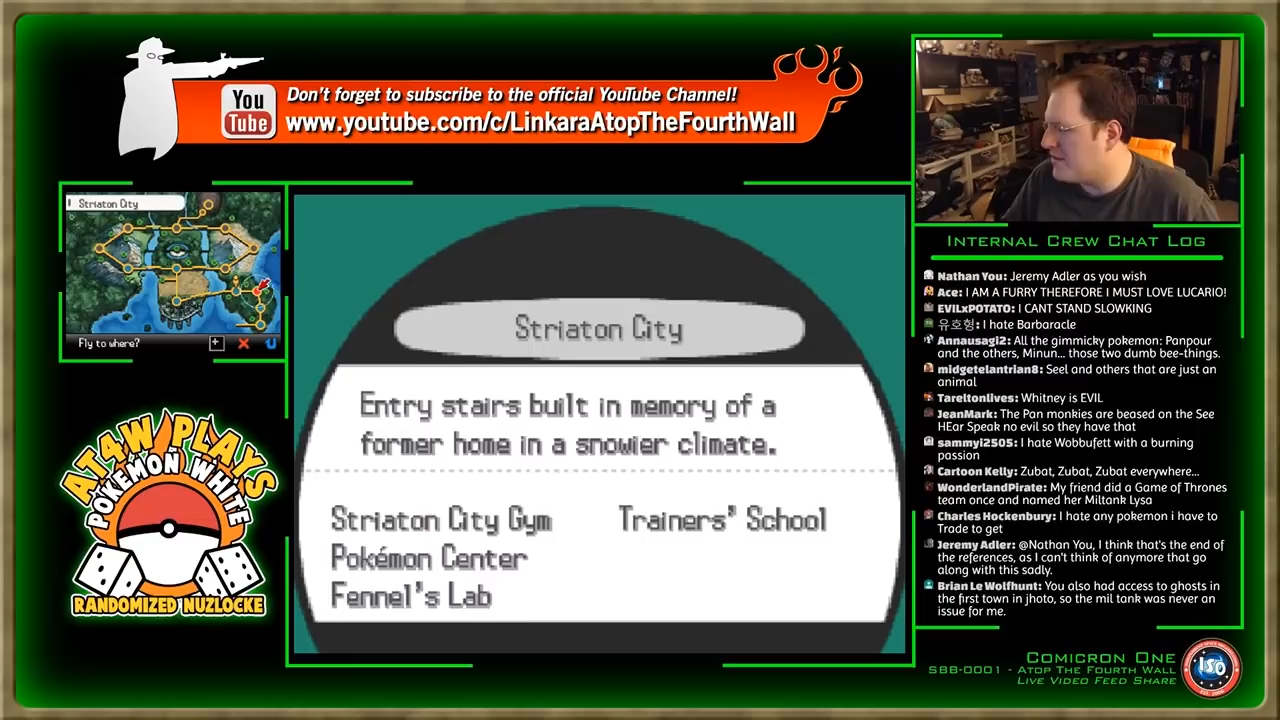 Don't forget to subscribe to the official YouTube Channel!
You
Tube
www.youtube.com/c/LinkaraAtopTheFourthWall
Striaton City
Fly to where?
AT4W PLAYS
POKÉMON WHITE
RANDOMIZED NUZLOCKE
Striaton City
Entry stairs built in memory of a
former home in a snowier climate.
Striaton City Gym
Trainers' School
Pokémon Center
Fennel's Lab
Internal Crew Chat Log
Nathan You: Jeremy Adler as you wish
Ace: I AM A FURRY THEREFORE I MUST LOVE LUCARIO!
EVILxPOTATO: I CANT STAND SLOWKING
유호형: I hate Barbaracle
Annausagi2: All the gimmicky pokemon: Panpour
and the others, Minun... those two dumb bee-things.
midgetelantrian8: Seel and others that are just an
animal
Tareltonlives: Whitney is EVIL
JeanMark: The Pan monkies are beased on the See
HEar Speak no evil so they have that
sammyi2505: I hate Wobbufett with a burning
passion
Cartoon Kelly: Zubat, Zubat, Zubat everywhere...
WonderlandPirate: My friend did a Game of Thrones
team once and named her Miltank Lysa
Charles Hockenbury: I hate any pokemon i have to
Trade to get
Jeremy Adler: @Nathan You, I think that's the end of
the references, as I can't think of anymore that go
along with this sadly.
Brian Le Wolfhunt: You also had access to ghosts in
the first town in jhoto, so the mil tank was never an
issue for me.
Comicron One
SBB-0001 - Atop The Fourth Wall
Live Video Feed Share
ISO